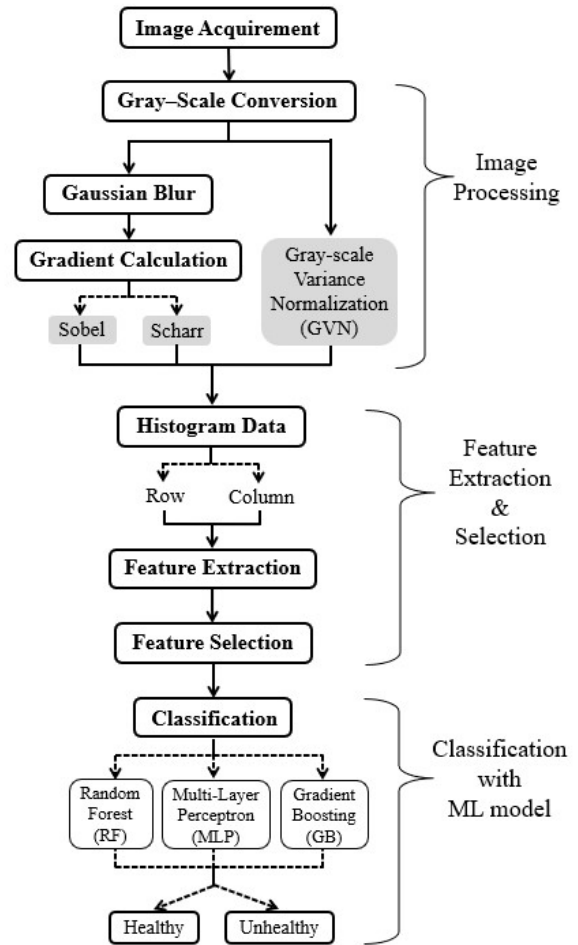 Image Acquirement
Gray–Scale Conversion
Image
Processing
Gaussian Blur
Gradient Calculation
Gray-scale
Variance
Normalization
(GVN)
Sobel
Scharr
Histogram Data
Row
Column
Feature
Extraction
&
Selection
Feature Extraction
Feature Selection
Classification
Classification
with
ML model
Random
Forest
(RF)
Multi-Layer
Perceptron
(MLP)
Gradient
Boosting
(GB)
Healthy
Unhealthy